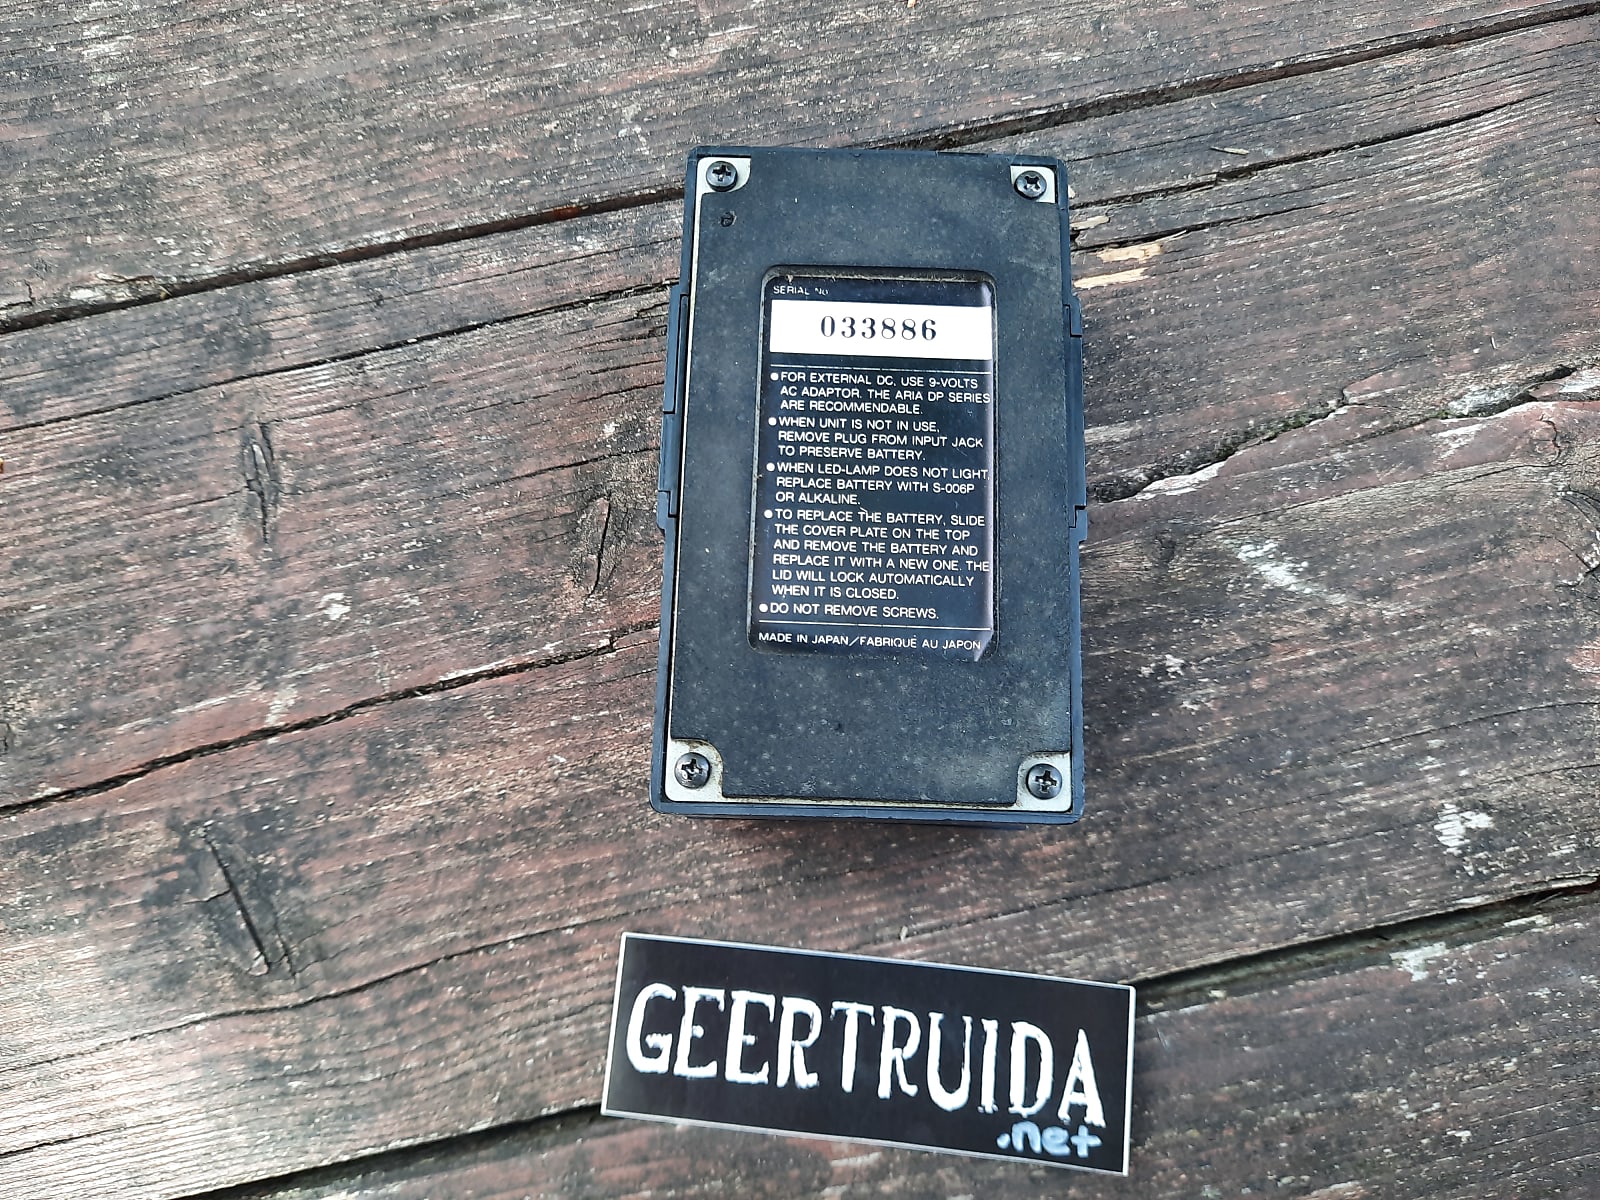 SERIAL No.
033886
●FOR EXTERNAL DC, USE 9-VOLTS
AC ADAPTOR. THE ARIA DP SERIES
ARE RECOMMENDABLE.
●WHEN UNIT IS NOT IN USE,
REMOVE PLUG FROM INPUT JACK
TO PRESERVE BATTERY.
●WHEN LED-LAMP DOES NOT LIGHT,
REPLACE BATTERY WITH S-006P
OR ALKALINE.
●TO REPLACE THE BATTERY, SLIDE
THE COVER PLATE ON THE TOP
AND REMOVE THE BATTERY AND
REPLACE IT WITH A NEW ONE. THE
LID WILL LOCK AUTOMATICALLY
WHEN IT IS CLOSED.
●DO NOT REMOVE SCREWS.
MADE IN JAPAN/FABRIQUÉ AU JAPON
GEERTRUIDA
.net